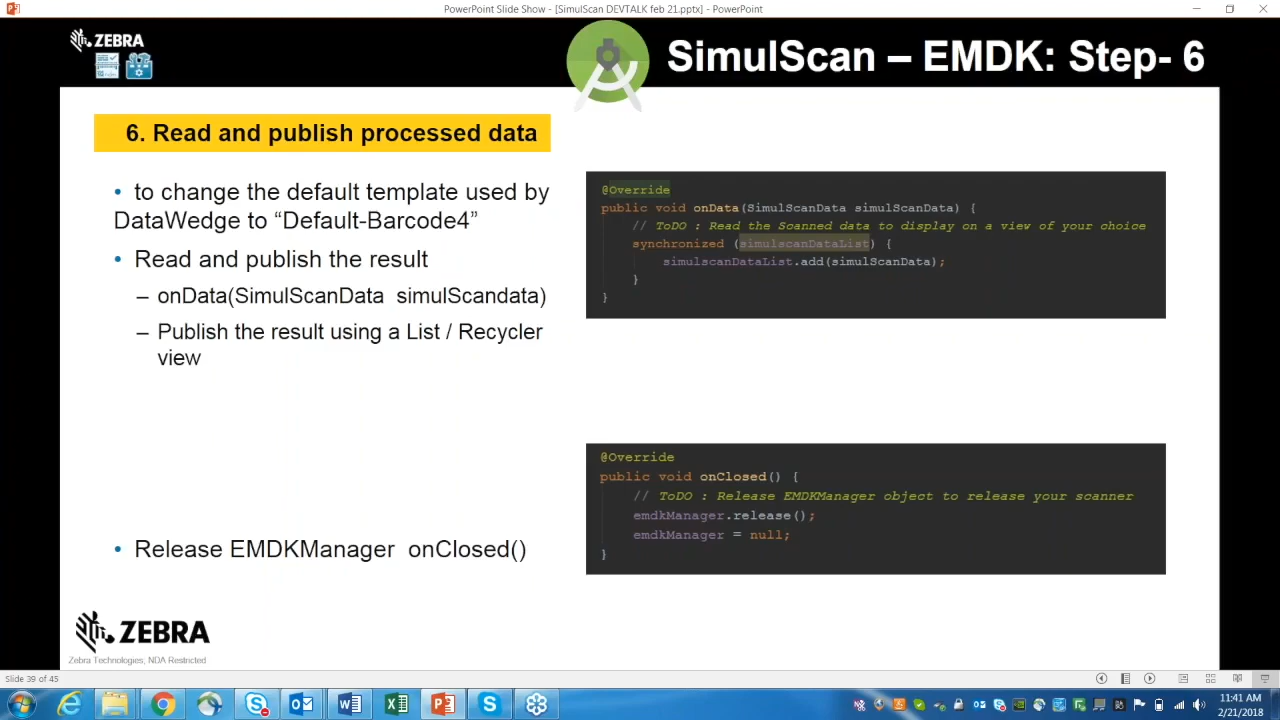 PowerPoint Slide Show - [SimulScan DEVTALK feb 21.pptx] - PowerPoint
ZEBRA
SimulScan – EMDK: Step- 6
6. Read and publish processed data
• to change the default template used by
DataWedge to “Default-Barcode4”
• Read and publish the result
– onData(SimulScanData simulScandata)
– Publish the result using a List / Recycler
view
• Release EMDKManager onClosed()
@Override
public void onData(SimulScanData simulScanData) {
// ToDO : Read the Scanned data to display on a view of your choice
synchronized (simulscanDataList) {
simulscanDataList.add(simulScanData);
}
}
@Override
public void onClosed() {
// ToDO : Release EMDKManager object to release your scanner
emdkManager.release();
emdkManager = null;
}
ZEBRA
Zebra Technologies, NDA Restricted
Slide 39 of 45
11:41 AM
2/21/2018